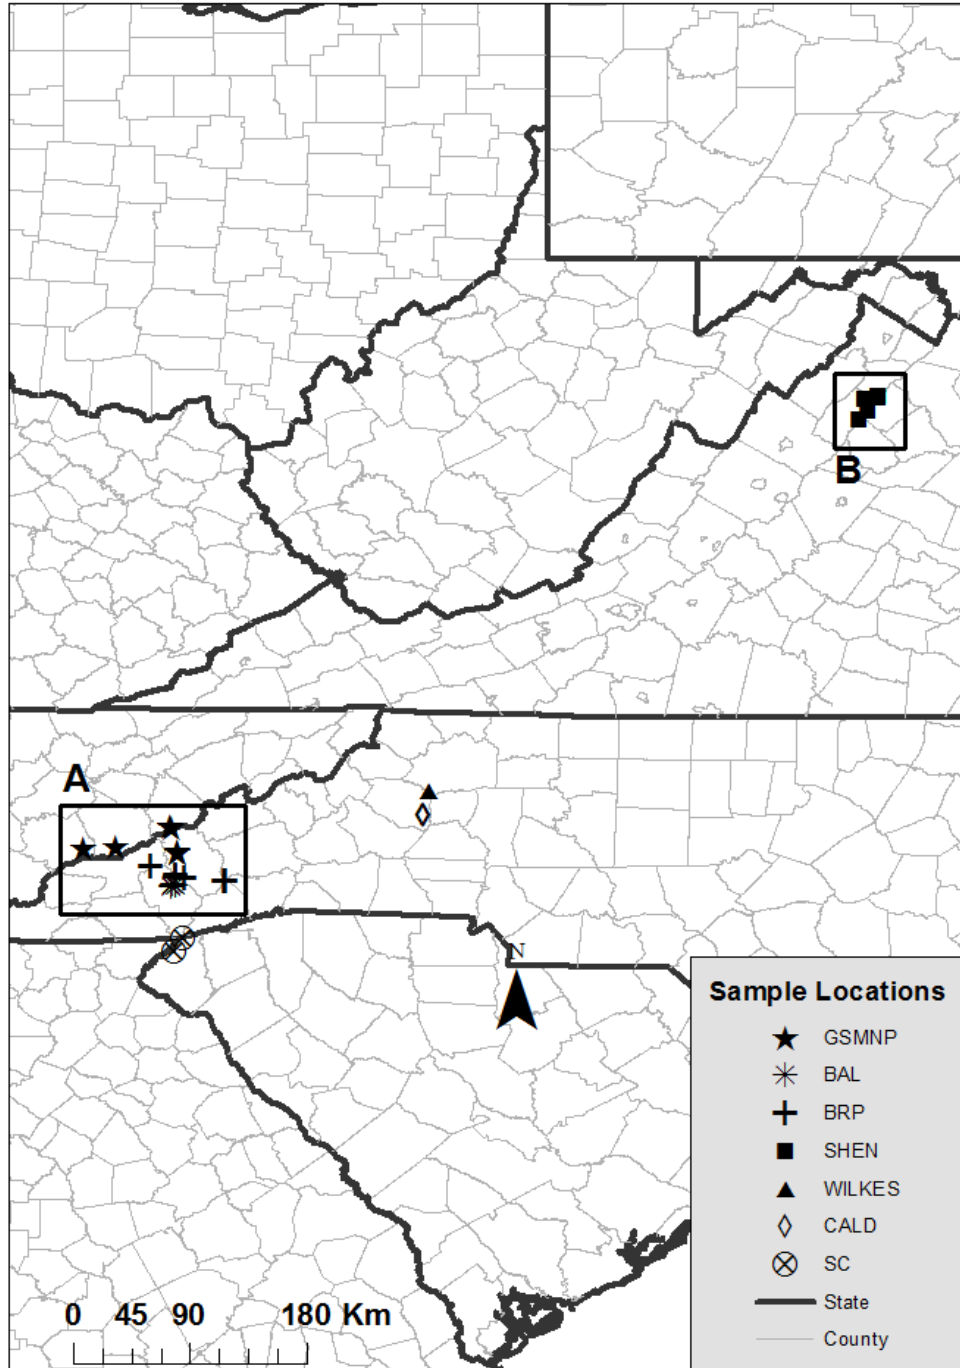 B
A
N
Sample Locations
GSMNP
BAL
BRP
SHEN
WILKES
CALD
SC
State
County
0 45 90 180 Km